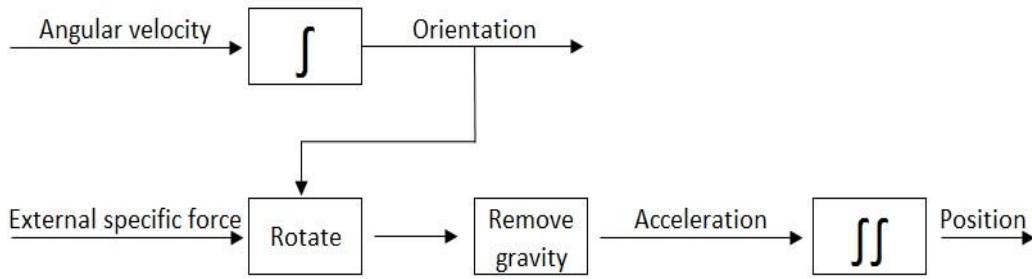 Angular velocity
∫
Orientation
External specific force
Rotate
Remove
gravity
Acceleration
∫∫
Position